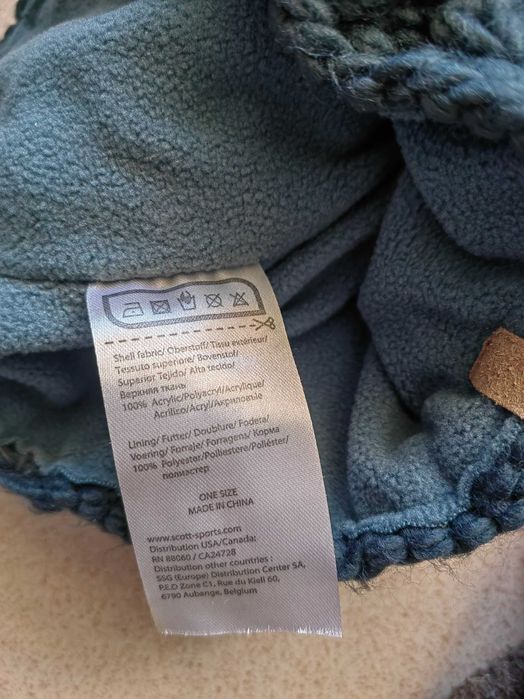 Shell fabric/ Oberstoff/ Tissu extérieur/
Tessuto superiore/ Bovenstof/
Superior Tejido/ Alta tecido/
Верхняя ткань
100% Acrylic/Polyacryl/Acrylique/
Acrilico/Acryl/Акриловые
Lining/ Futter/ Doublure/ Fodera/
Voering/ Forraje/ Forragens/ Корма
100% Polyester/Polliestere/Poliéster/
полиэстер
ONE SIZE
MADE IN CHINA
www.scott-sports.com
Distribution USA/Canada:
RN 88060 / CA24728
Distribution other countries :
SSG (Europe) Distribution Center SA,
P.E.D Zone C1, Rue du Kiell 60,
6790 Aubange, Belgium